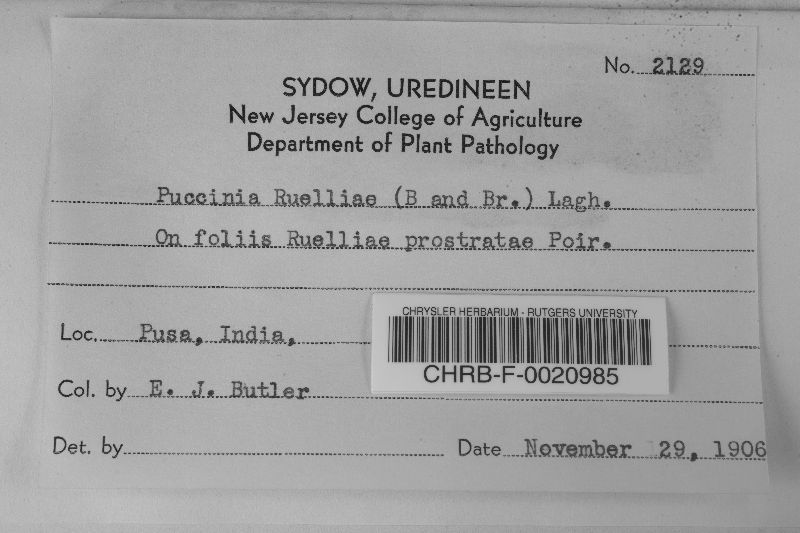 No. 2129
SYDOW, UREDINEEN
New Jersey College of Agriculture
Department of Plant Pathology
Puccinia Ruelliae (B and Br.) Lagh.
On foliis Ruelliae prostratae Poir.
Loc. Pusa, India,
CHRYSLER HERBARIUM - RUTGERS UNIVERSITY
CHRB-F-0020985
Col. by E. J. Butler
Det. by
Date November 29, 1906